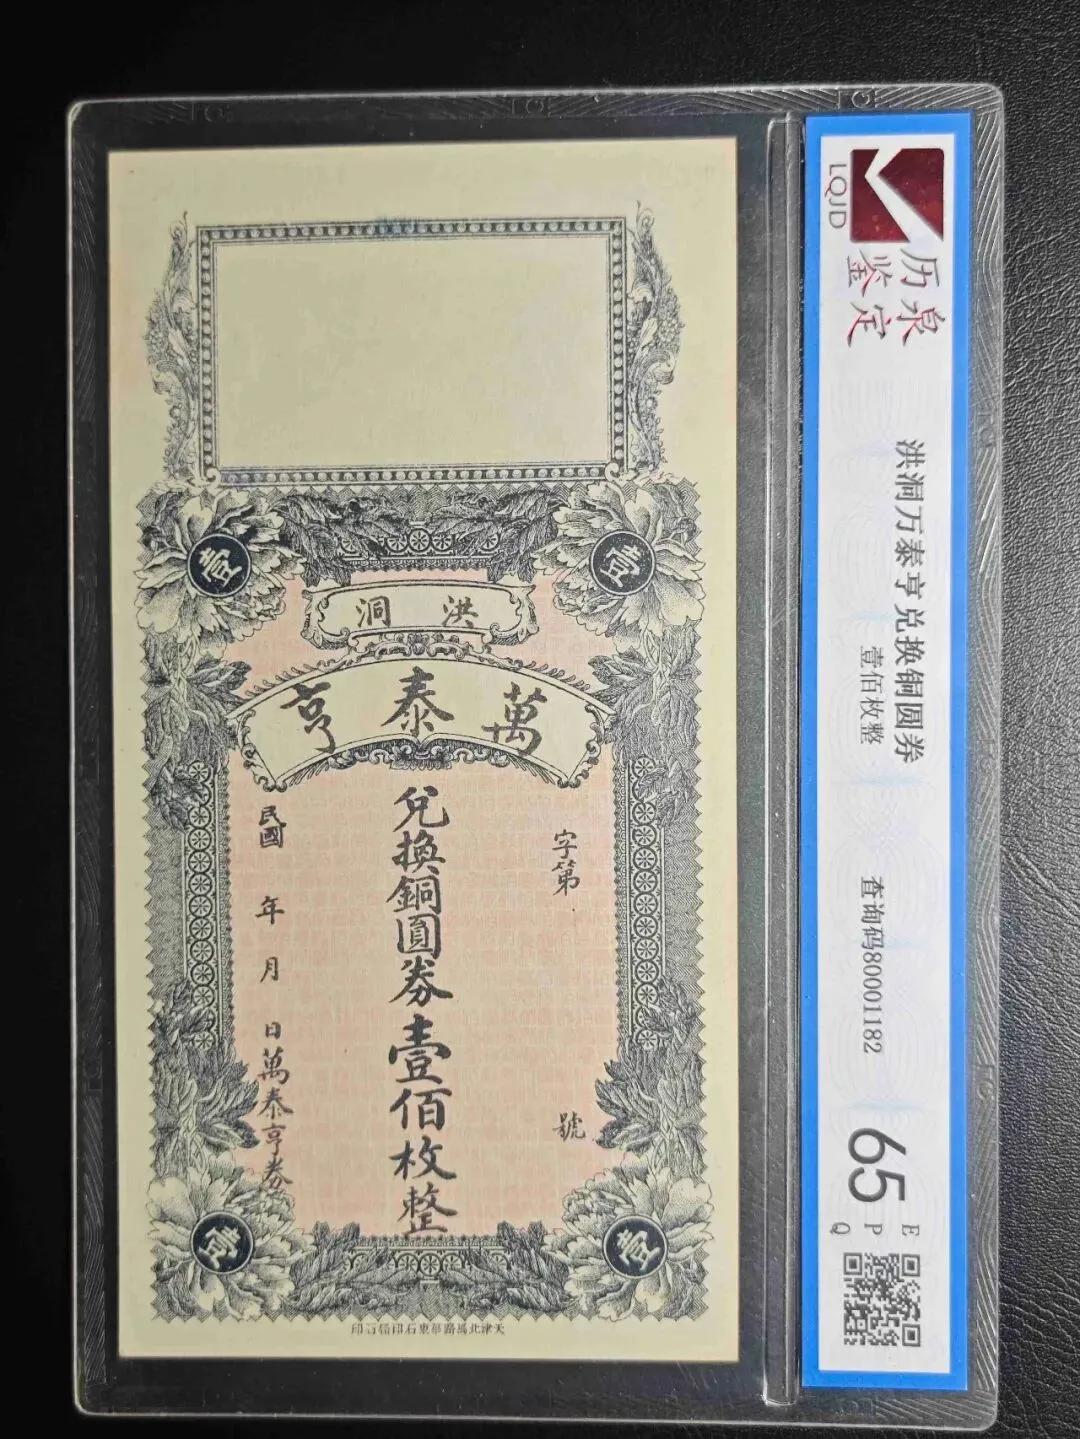 壹
壹
洪洞
萬泰亨
字第
號
兌換銅圓券壹佰枚整
民國 年 月 日萬泰亨券
壹
天津北馬路華東石印局石印
LQJD
历泉
鉴定
洪洞万泰亨兑换铜圆券
壹佰枚整
查询码80001182
65
E
P
Q